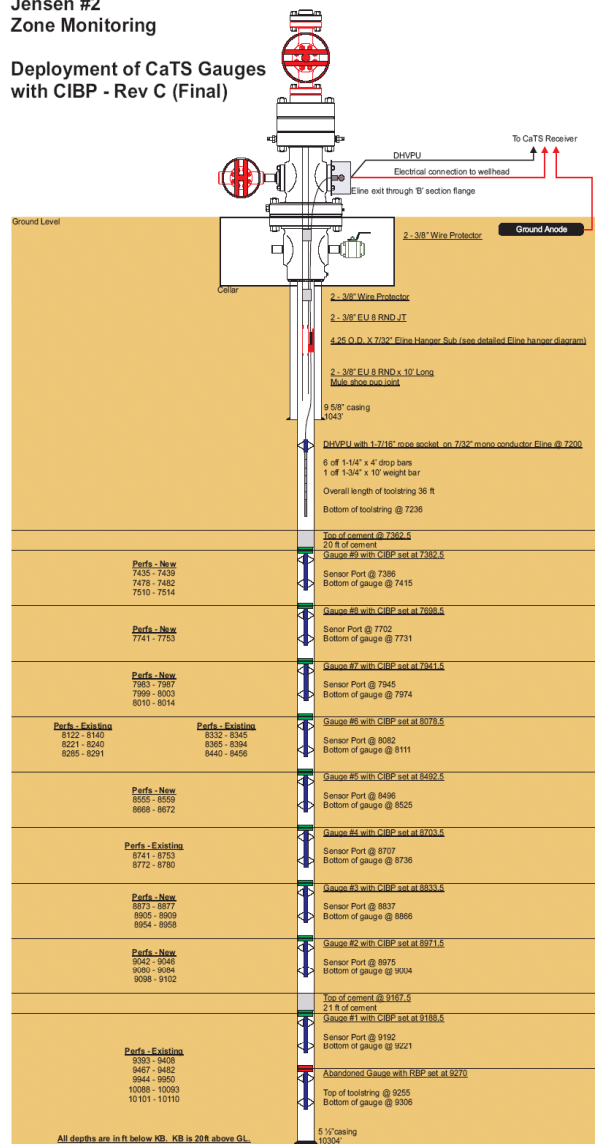 Jensen #2
Zone Monitoring
Deployment of CaTS Gauges
with CIBP - Rev C (Final)
To CaTS Receiver
DHVPU
Electrical connection to wellhead
Eline exit through 'B' section flange
Ground Level
2 - 3/8" Wire Protector
Ground Anode
Cellar
2 - 3/8" Wire Protector
2 - 3/8" EU 8 RND JT
4.25 O.D. X 7/32" Eline Hanger Sub (see detailed Eline hanger diagram)
2 - 3/8" EU 8 RND x 10' Long
Mule shoe pup joint
9 5/8" casing
1043'
DHVPU with 1-7/16" rope socket on 7/32" mono conductor Eline @ 7200
6 off 1-1/4" x 4' drop bars
1 off 1-3/4" x 10' weight bar
Overall length of toolstring 36 ft
Bottom of toolstring @ 7236
Top of cement @ 7362.5
20 ft of cement
Gauge #9 with CIBP set at 7382.5
Perfs - New
7435 - 7439
7478 - 7482
7510 - 7514
Sensor Port @ 7386
Bottom of gauge @ 7415
Gauge #8 with CIBP set at 7698.5
Perfs - New
7741 - 7753
Senor Port @ 7702
Bottom of gauge @ 7731
Gauge #7 with CIBP set at 7941.5
Perfs - New
7983 - 7987
7999 - 8003
8010 - 8014
Sensor Port @ 7945
Bottom of gauge @ 7974
Gauge #6 with CIBP set at 8078.5
Perfs - Existing
8122 - 8140
8221 - 8240
8285 - 8291
Perfs - Existing
8332 - 8345
8365 - 8394
8440 - 8456
Sensor Port @ 8082
Bottom of gauge @ 8111
Gauge #5 with CIBP set at 8492.5
Perfs - New
8555 - 8559
8668 - 8672
Sensor Port @ 8496
Bottom of gauge @ 8525
Gauge #4 with CIBP set at 8703.5
Perfs - Existing
8741 - 8753
8772 - 8780
Sensor Port @ 8707
Bottom of gauge @ 8736
Gauge #3 with CIBP set at 8833.5
Perfs - New
8873 - 8877
8905 - 8909
8954 - 8958
Sensor Port @ 8837
Bottom of gauge @ 8866
Gauge #2 with CIBP set at 8971.5
Perfs - New
9042 - 9046
9080 - 9084
9098 - 9102
Sensor Port @ 8975
Bottom of gauge @ 9004
Top of cement @ 9167.5
21 ft of cement
Gauge #1 with CIBP set at 9188.5
Sensor Port @ 9192
Bottom of gauge @ 9221
Perfs - Existing
9393 - 9408
9467 - 9482
9944 - 9950
10088 - 10093
10101 - 10110
Abandoned Gauge with RBP set at 9270
Top of toolstring @ 9255
Bottom of gauge @ 9306
5 ½"casing
10304'
All depths are in ft below KB. KB is 20ft above GL.